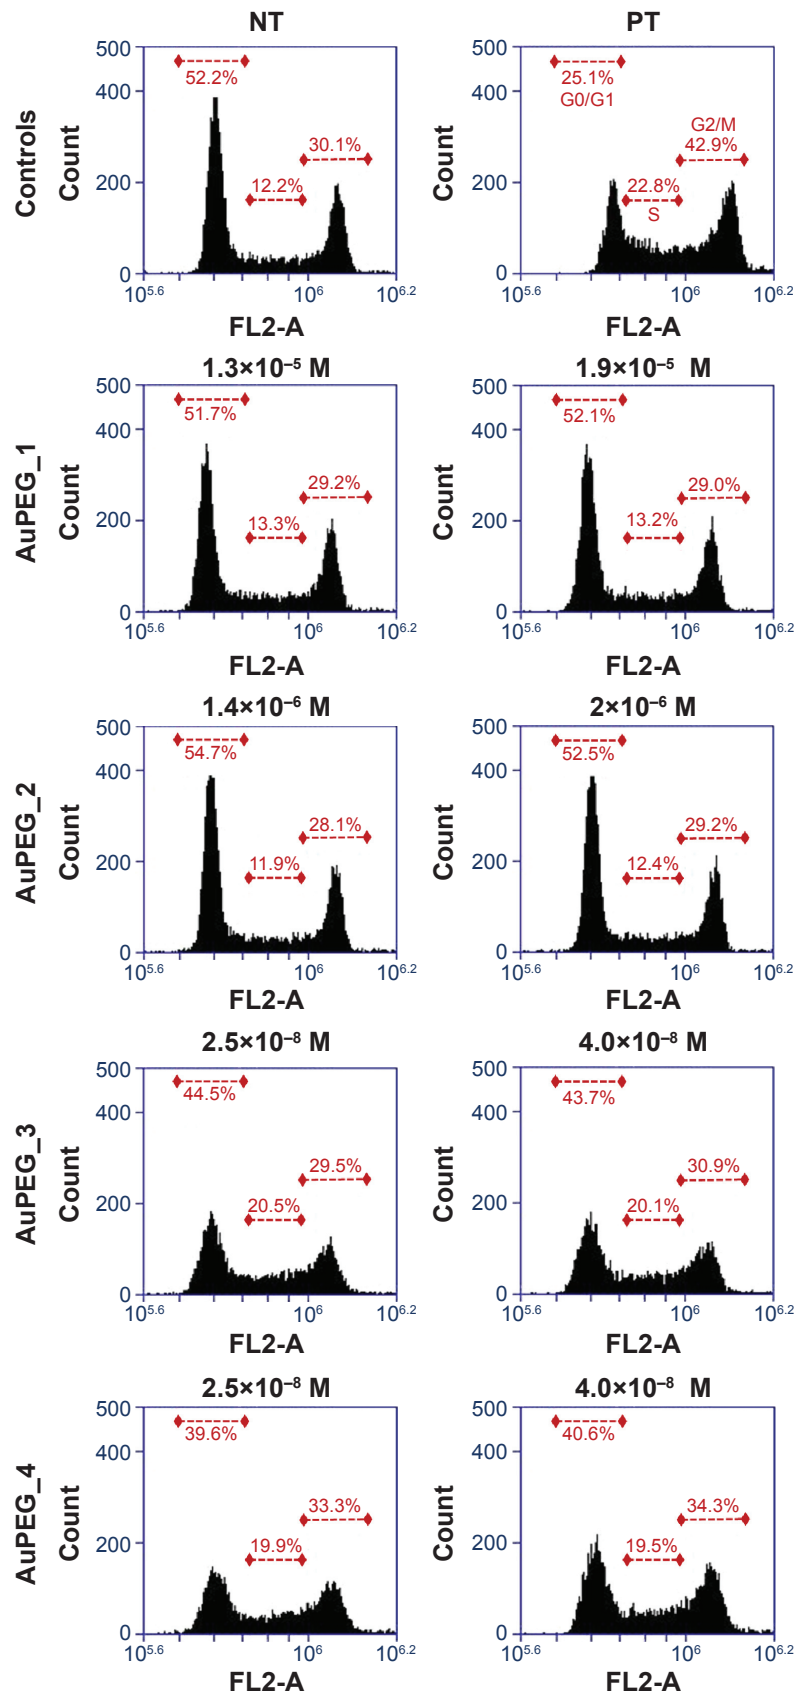 NT
PT
Controls
Count
500
400
200
0
52.2%
12.2%
30.1%
10^5.6
10^6
10^6.2
FL2-A
Count
500
400
200
0
25.1%
G0/G1
22.8%
S
G2/M
42.9%
10^5.6
10^6
10^6.2
FL2-A
AuPEG_1
1.3×10^–5 M
Count
500
400
200
0
51.7%
13.3%
29.2%
10^5.6
10^6
10^6.2
FL2-A
1.9×10^–5 M
Count
500
400
200
0
52.1%
13.2%
29.0%
10^5.6
10^6
10^6.2
FL2-A
AuPEG_2
1.4×10^–6 M
Count
500
400
200
0
54.7%
11.9%
28.1%
10^5.6
10^6
10^6.2
FL2-A
2×10^–6 M
Count
500
400
200
0
52.5%
12.4%
29.2%
10^5.6
10^6
10^6.2
FL2-A
AuPEG_3
2.5×10^–8 M
Count
500
400
200
0
44.5%
20.5%
29.5%
10^5.6
10^6
10^6.2
FL2-A
4.0×10^–8 M
Count
500
400
200
0
43.7%
20.1%
30.9%
10^5.6
10^6
10^6.2
FL2-A
AuPEG_4
2.5×10^–8 M
Count
500
400
200
0
39.6%
19.9%
33.3%
10^5.6
10^6
10^6.2
FL2-A
4.0×10^–8 M
Count
500
400
200
0
40.6%
19.5%
34.3%
10^5.6
10^6
10^6.2
FL2-A